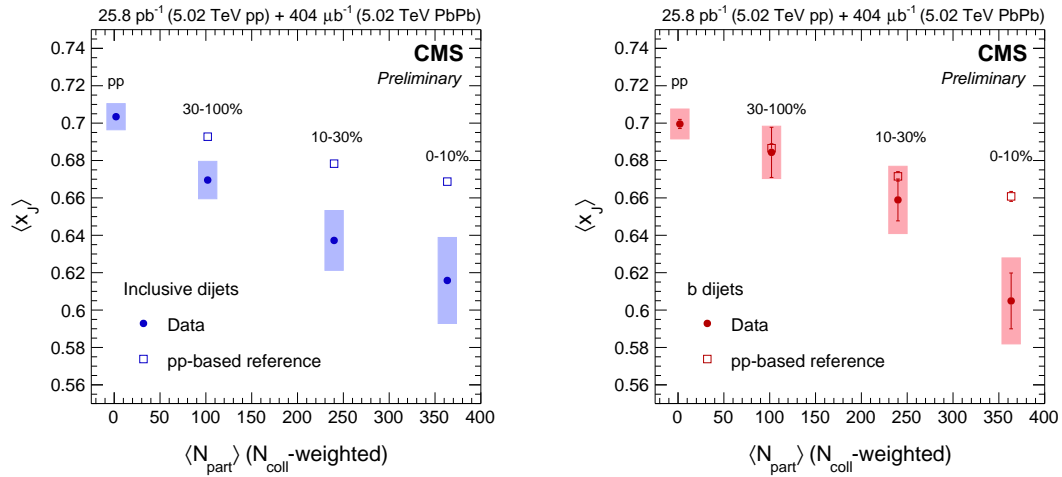 25.8 pb⁻¹ (5.02 TeV pp) + 404 μb⁻¹ (5.02 TeV PbPb)
⟨x_J⟩
0.74
0.72
0.7
0.68
0.66
0.64
0.62
0.6
0.58
0.56
CMS
Preliminary
pp
30-100%
10-30%
0-10%
Inclusive dijets
Data
pp-based reference
0 50 100 150 200 250 300 350 400
⟨N_part⟩ (N_coll-weighted)
25.8 pb⁻¹ (5.02 TeV pp) + 404 μb⁻¹ (5.02 TeV PbPb)
⟨x_J⟩
0.74
0.72
0.7
0.68
0.66
0.64
0.62
0.6
0.58
0.56
CMS
Preliminary
pp
30-100%
10-30%
0-10%
b dijets
Data
pp-based reference
0 50 100 150 200 250 300 350 400
⟨N_part⟩ (N_coll-weighted)